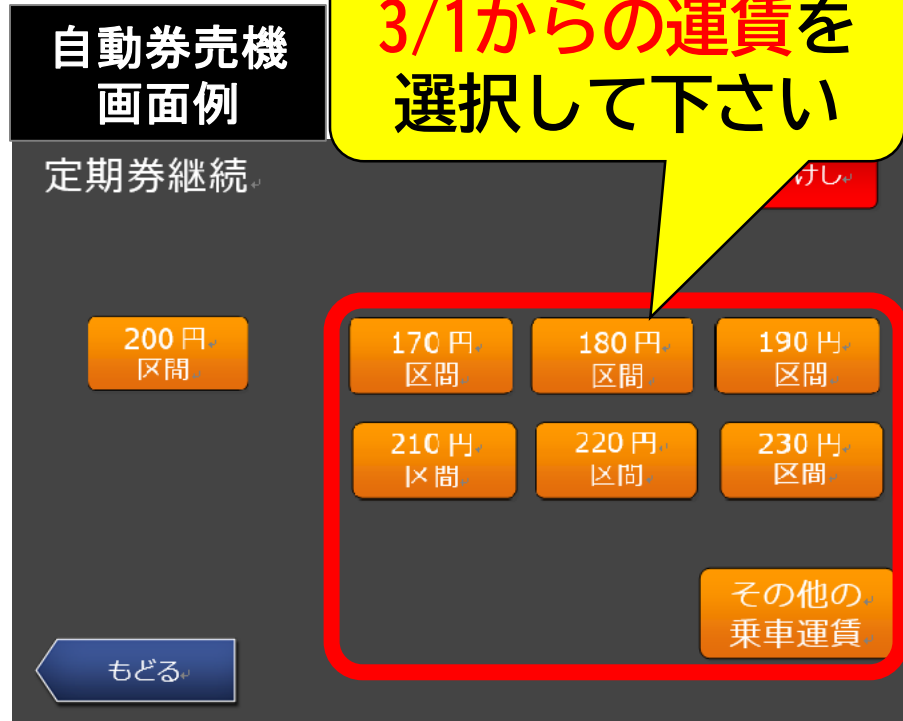 自動券売機
画面例
3/1からの運賃を
選択して下さい
定期券継続
けし
200円
区間
170円
区間
180円
区間
190円
区間
210円
区間
220円
区間
230円
区間
その他の
乗車運賃
もどる